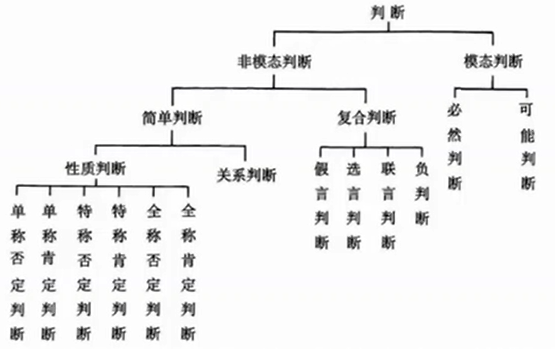 判断
非模态判断
模态判断
简单判断
复合判断
必然判断
可能判断
性质判断
关系判断
假言判断
选言判断
联言判断
负判断
单称否定判断
单称肯定判断
特称否定判断
特称肯定判断
全称否定判断
全称肯定判断